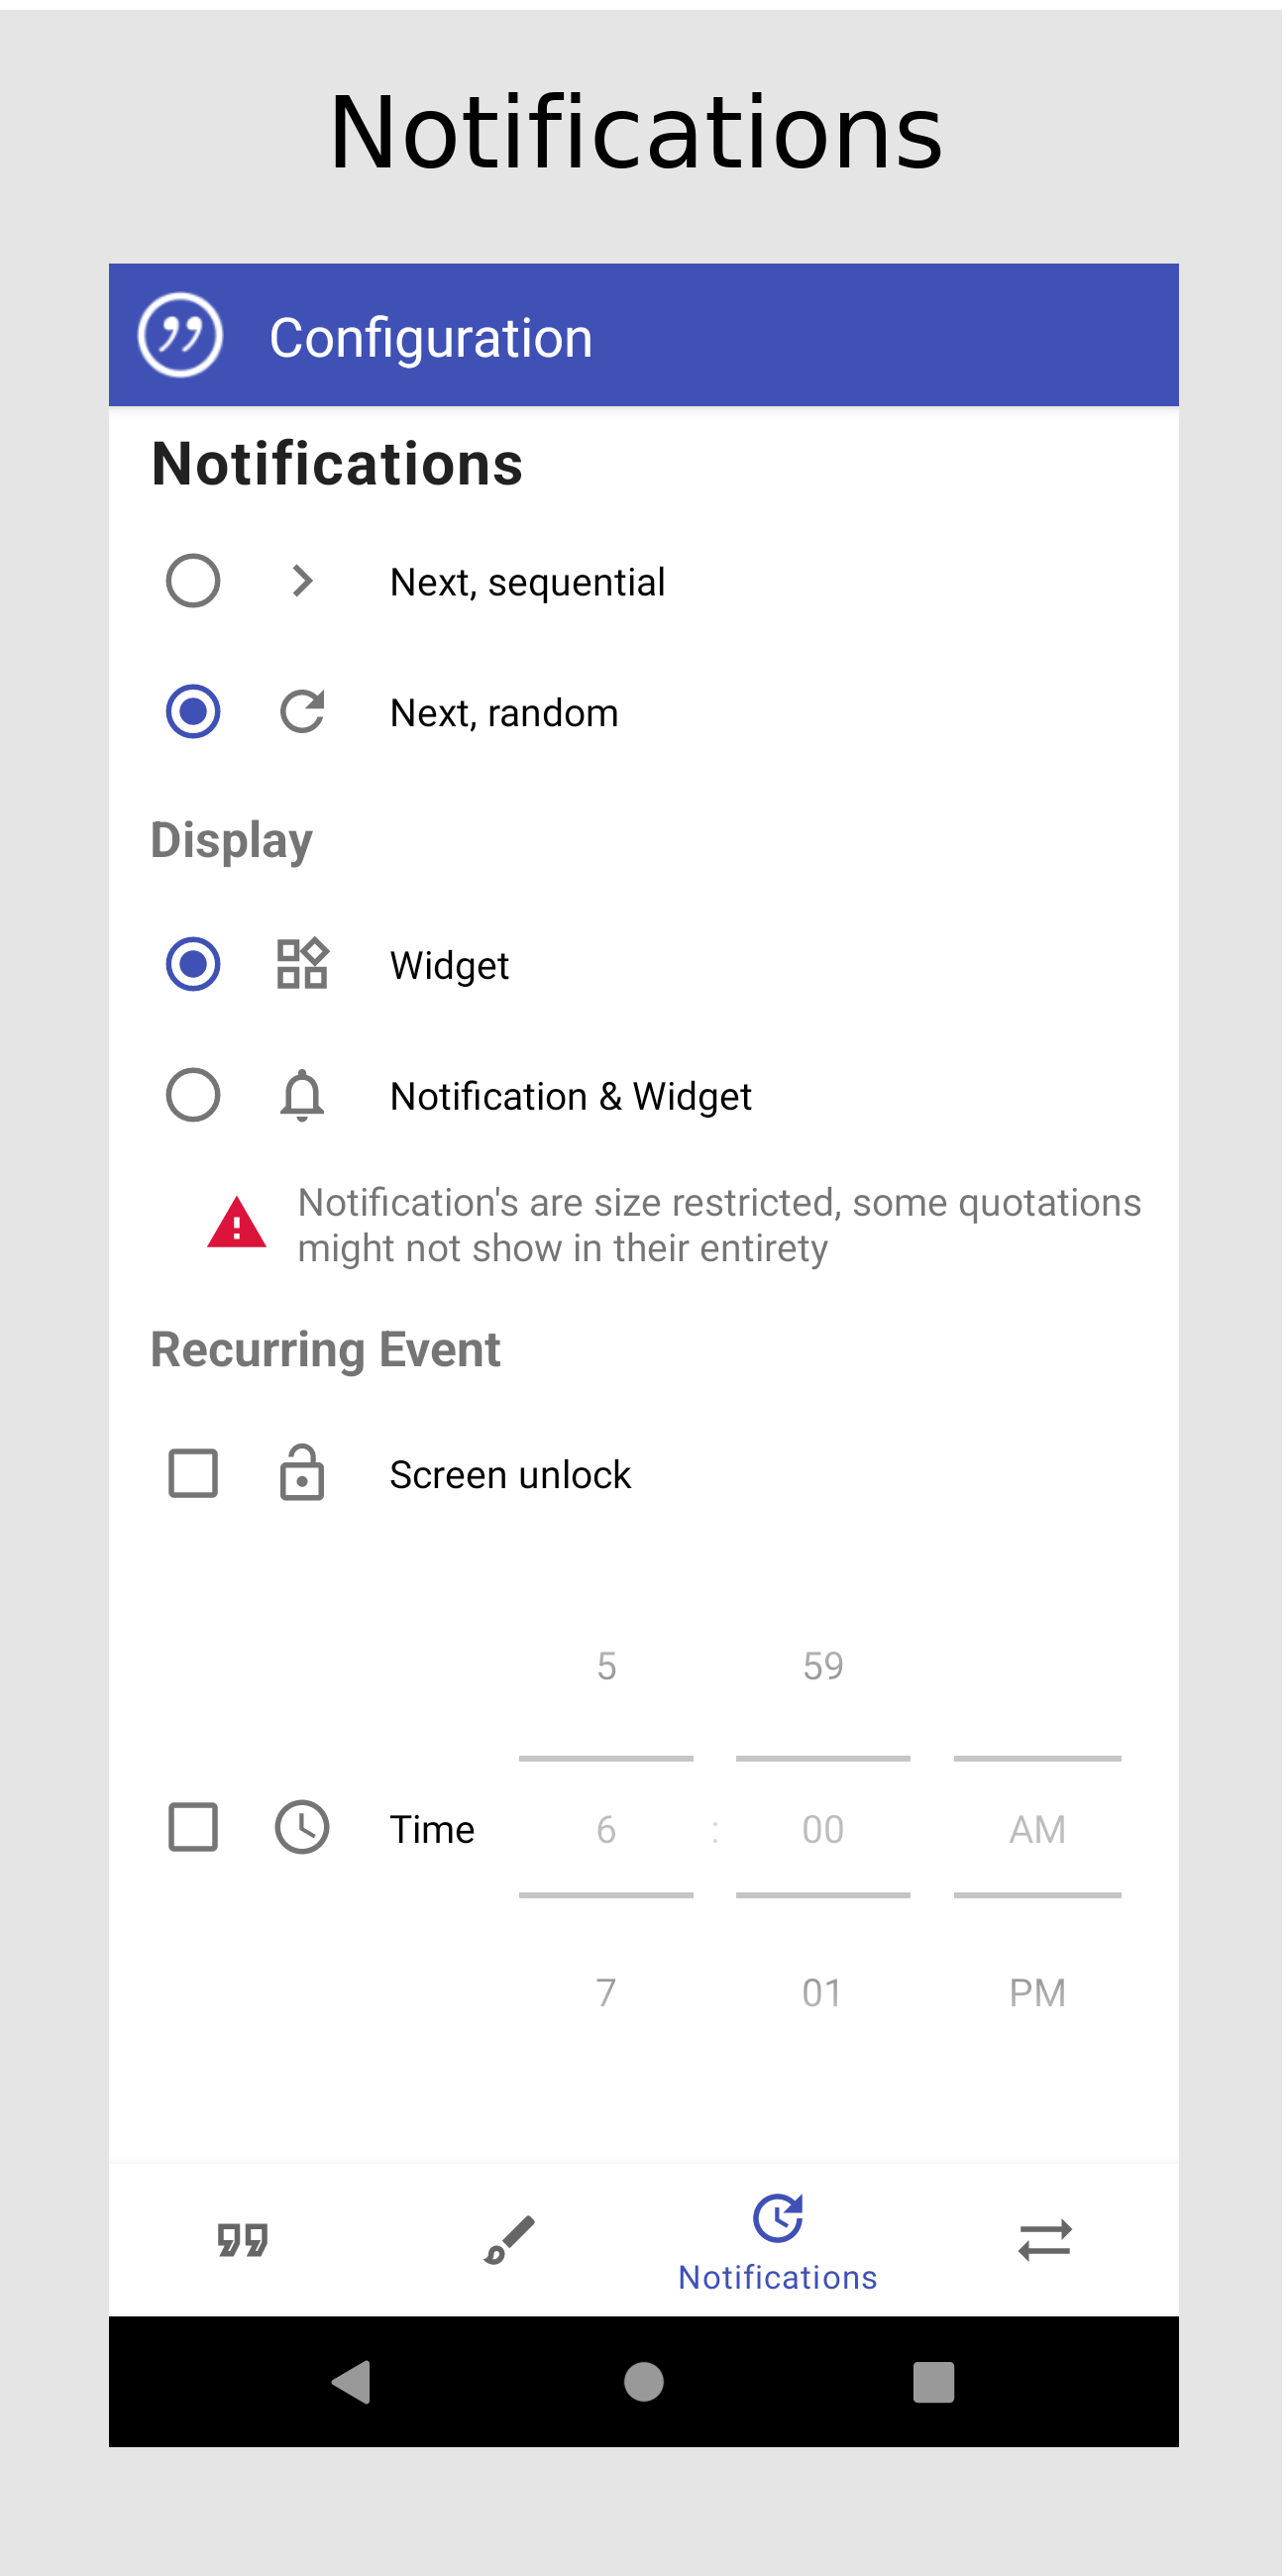 Notifications
Configuration
Notifications
Next, sequential
Next, random
Display
Widget
Notification & Widget
Notification's are size restricted, some quotations
might not show in their entirety
Recurring Event
Screen unlock
5 59
Time 6 : 00 AM
7 01 PM
Notifications